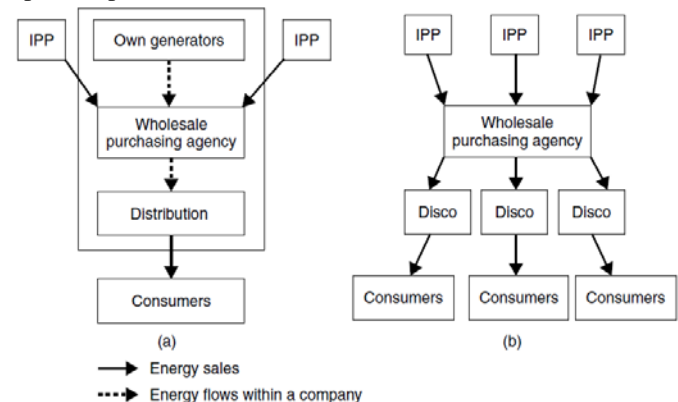 IPP
Own generators
IPP
Wholesale
purchasing agency
Distribution
Consumers
(a)
IPP
IPP
IPP
Wholesale
purchasing agency
Disco
Disco
Disco
Consumers
Consumers
Consumers
(b)
Energy sales
Energy flows within a company